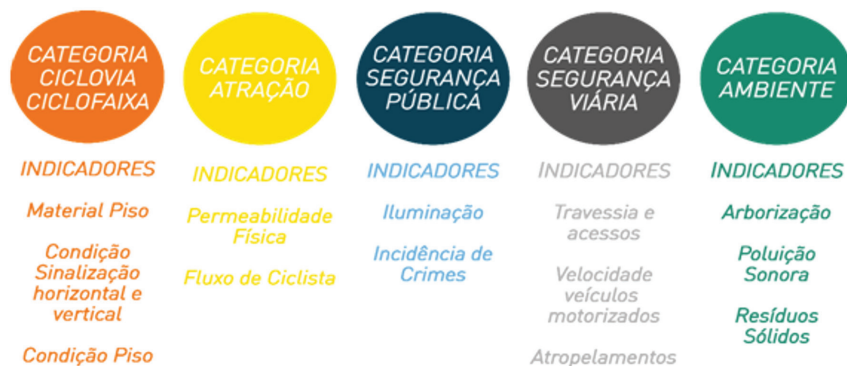 CATEGORIA
CICLOVIA
CICLOFAIXA
INDICADORES
Material Piso
Condição
Sinalização
horizontal e
vertical
Condição Piso
CATEGORIA
ATRAÇÃO
INDICADORES
Permeabilidade
Física
Fluxo de Ciclista
CATEGORIA
SEGURANÇA
PÚBLICA
INDICADORES
Iluminação
Incidência de
Crimes
CATEGORIA
SEGURANÇA
VIÁRIA
INDICADORES
Travessia e
acessos
Velocidade
veículos
motorizados
Atropelamentos
CATEGORIA
AMBIENTE
INDICADORES
Arborização
Poluição
Sonora
Resíduos
Sólidos